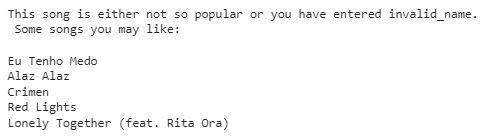 This song is either not so popular or you have entered invalid_name.
Some songs you may like:
Eu Tenho Medo
Alaz Alaz
Crimen
Red Lights
Lonely Together (feat. Rita Ora)